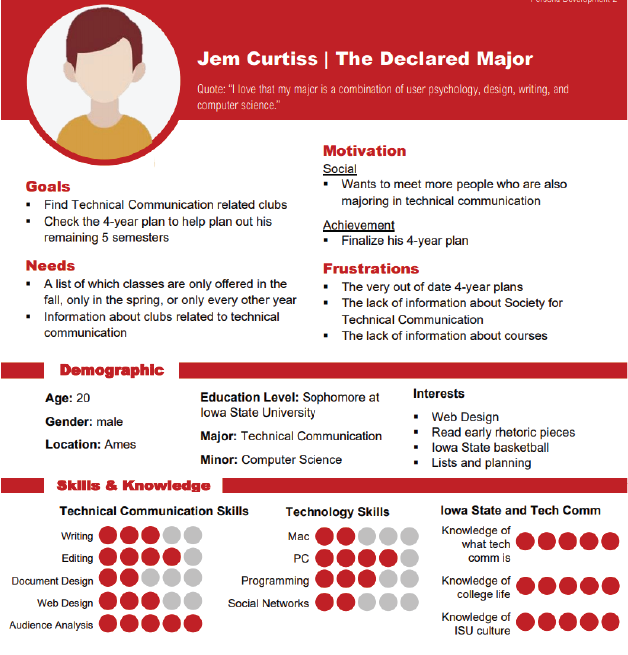 Persona Development 2
Jem Curtiss | The Declared Major
Quote: “I love that my major is a combination of user psychology, design, writing, and
computer science.”
Goals
▪ Find Technical Communication related clubs
▪ Check the 4-year plan to help plan out his
remaining 5 semesters
Needs
▪ A list of which classes are only offered in the
fall, only in the spring, or only every other year
▪ Information about clubs related to technical
communication
Motivation
Social
▪ Wants to meet more people who are also
majoring in technical communication
Achievement
▪ Finalize his 4-year plan
Frustrations
▪ The very out of date 4-year plans
▪ The lack of information about Society for
Technical Communication
▪ The lack of information about courses
Demographic
Age: 20
Gender: male
Location: Ames
Education Level: Sophomore at
Iowa State University
Major: Technical Communication
Minor: Computer Science
Interests
▪ Web Design
▪ Read early rhetoric pieces
▪ Iowa State basketball
▪ Lists and planning
Skills & Knowledge
Technical Communication Skills
Writing
Editing
Document Design
Web Design
Audience Analysis
Technology Skills
Mac
PC
Programming
Social Networks
Iowa State and Tech Comm
Knowledge of
what tech
comm is
Knowledge of
college life
Knowledge of
ISU culture